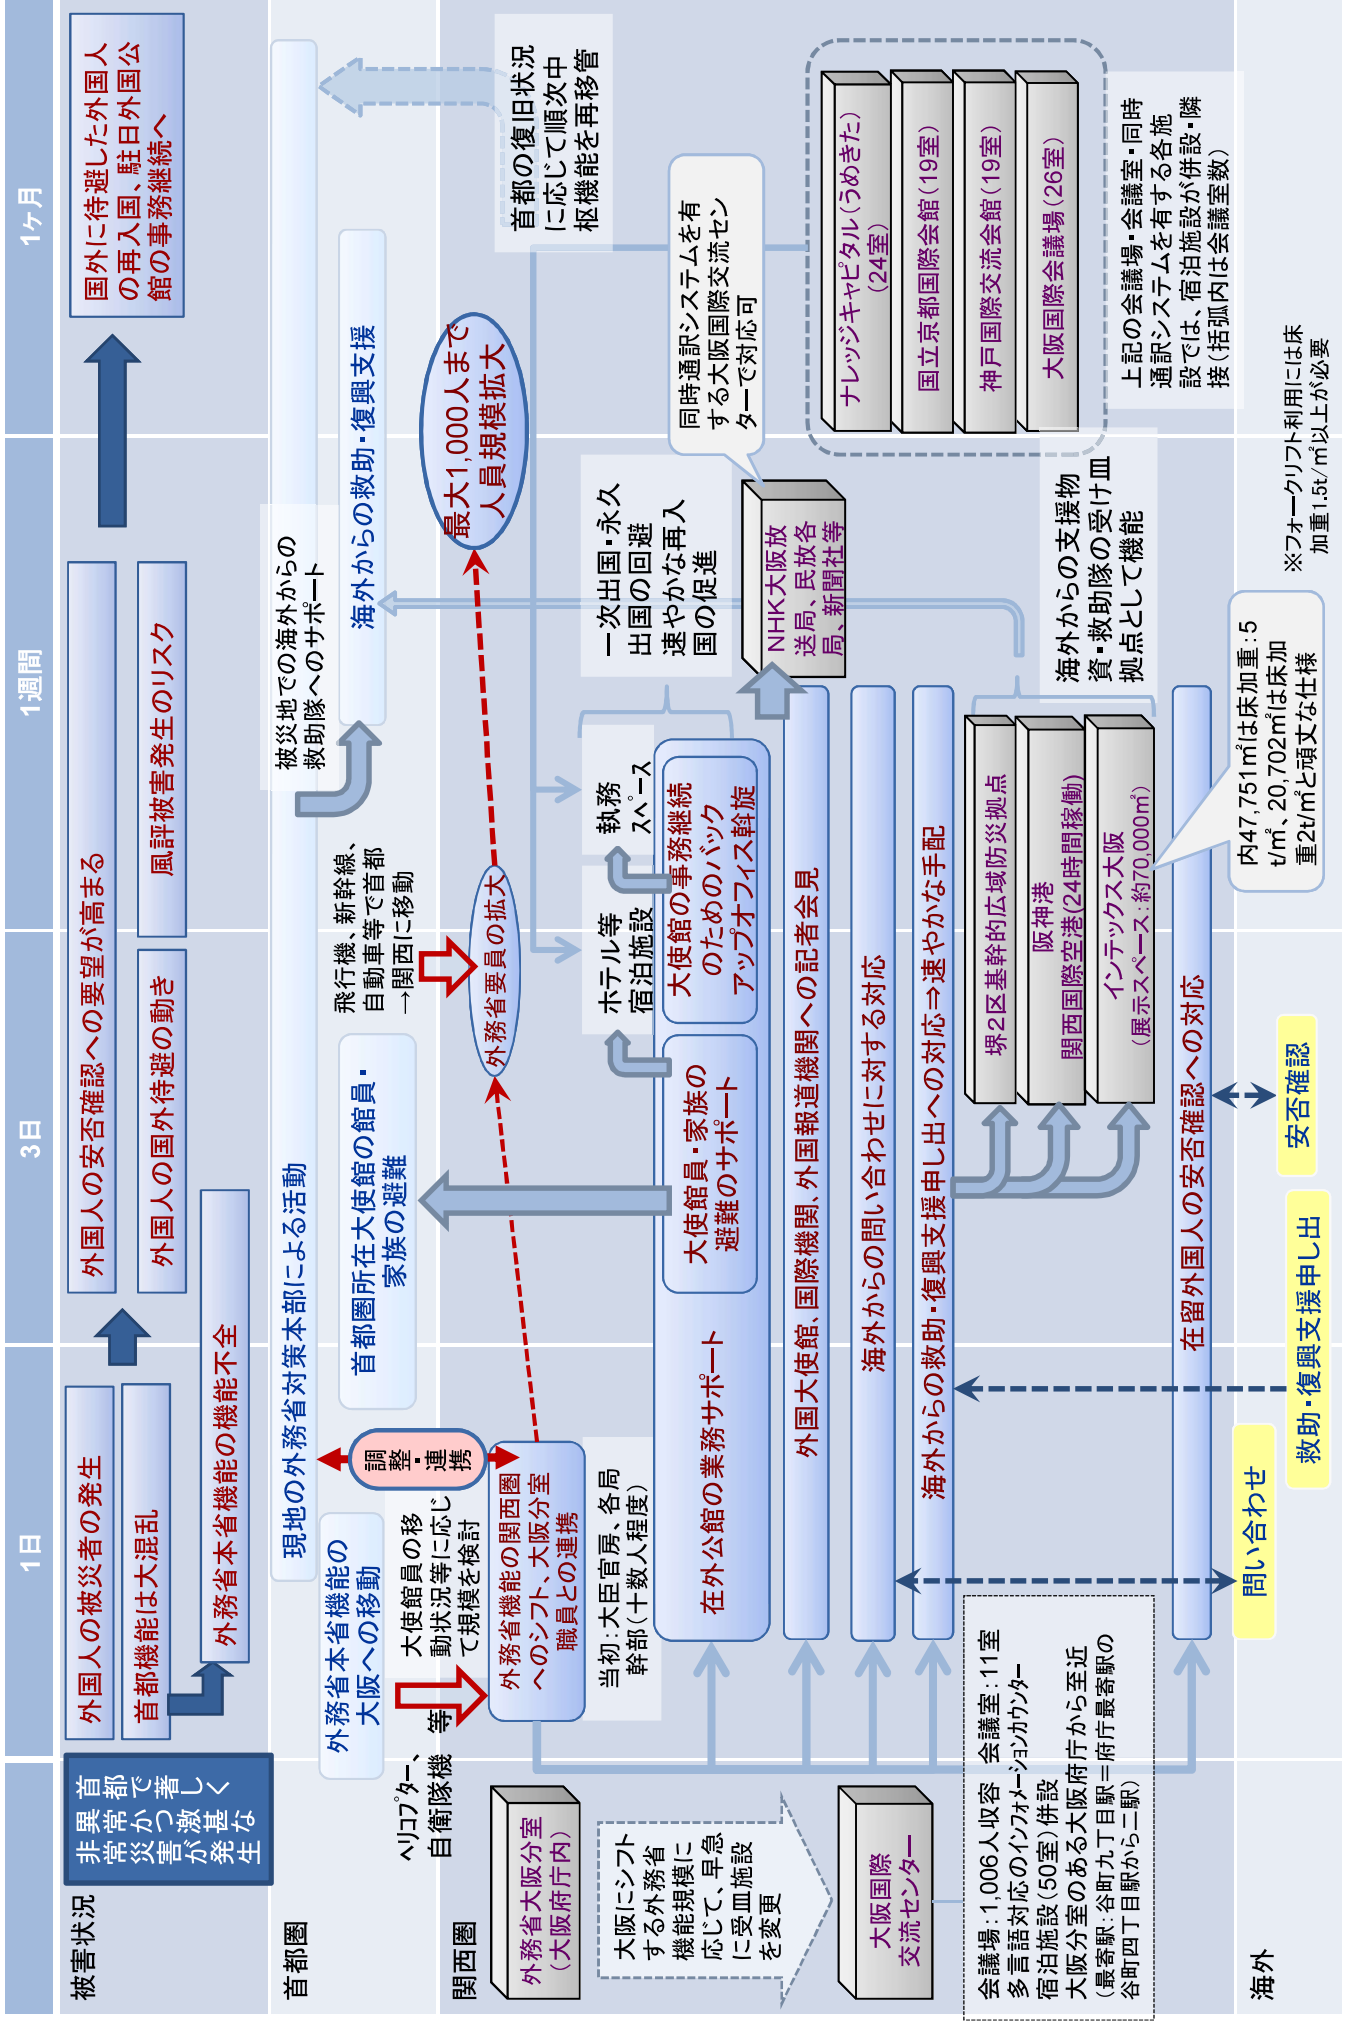 1日
3日
1週間
1ヶ月
被害状況
首都で著しく
異常かつ激甚な
非常災害が発生
外国人の被災者の発生
首都機能は大混乱
外務省本省機能の機能不全
外国人の安否確認への要望が高まる
外国人の国外待避の動き
風評被害発生のリスク
国外に待避した外国人
の再入国、駐日外国公
館の事務継続へ
首都圏
現地の外務省対策本部による活動
外務省本省機能の
大阪への移動
首都圏所在大使館の館員・
家族の避難
被災地での海外からの
救助隊へのサポート
海外からの救助・復興支援
ヘリコプター、
自衛隊機　等
大使館員の移
動状況等に応じ
て規模を検討
調整・連携
飛行機、新幹線、
自動車等で首都
→関西に移動
首都の復旧状況
に応じて順次中
枢機能を再移管
関西圏
外務省大阪分室
（大阪府庁内）
大阪にシフト
する外務省
機能規模に
応じて、早急
に受皿施設
を変更
大阪国際
交流センター
会議場：1,006人収容　会議室：11室
多言語対応のインフォメーションカウンター
宿泊施設（50室）併設
大阪分室のある大阪府庁から至近
（最寄駅：谷町九丁目駅＝府庁最寄駅の
谷町四丁目駅から二駅）
外務省機能の関西圏
へのシフト、大阪分室
職員との連携
当初：大臣官房、各局
幹部（十数人程度）
外務省要員の拡大
最大1,000人まで
人員規模拡大
在外公館の業務サポート
大使館員・家族の
避難のサポート
大使館の事務継続
のためのバック
アップオフィス斡旋
ホテル等
宿泊施設
執務
スペース
一次出国・永久
出国の回避
速やかな再入
国の促進
外国大使館、国際機関、外国報道機関への記者会見
NHK大阪放
送局、民放各
局、新聞社等
同時通訳システムを有
する大阪国際交流セン
ターで対応可
海外からの問い合わせに対する対応
海外からの救助・復興支援申し出への対応⇒速やかな手配
堺2区基幹的広域防災拠点
阪神港
関西国際空港(24時間稼働)
インテックス大阪
（展示スペース：約70,000㎡）
海外からの支援物
資・救助隊の受け皿
拠点として機能
内47,751㎡は床加重：5
t/㎡、20,702㎡は床加
重2t/㎡と頑丈な仕様
※フォークリフト利用には床
加重1.5t/㎡以上が必要
ナレッジキャピタル（うめきた）
（24室）
国立京都国際会館（19室）
神戸国際交流会館（19室）
大阪国際会議場（26室）
上記の会議場・会議室・同時
通訳システムを有する各施
設では、宿泊施設が併設・隣
接（括弧内は会議室数）
在留外国人の安否確認への対応
海外
問い合わせ
救助・復興支援申し出
安否確認